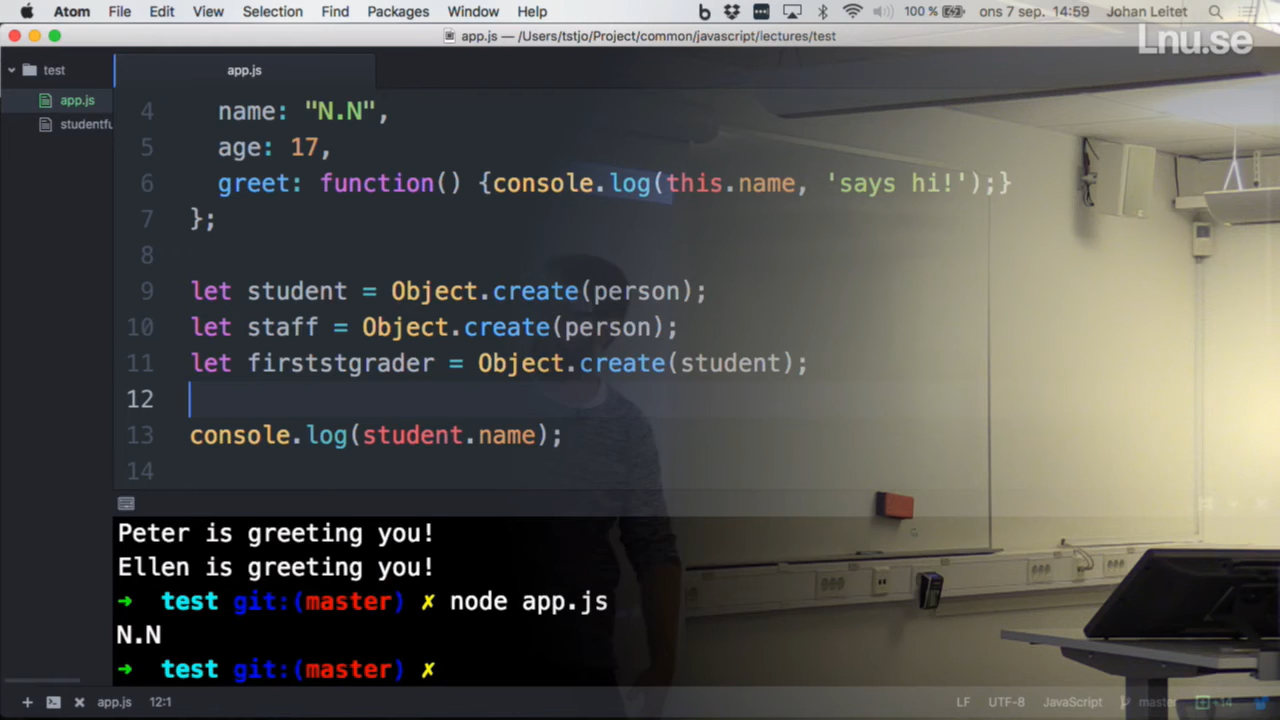 Atom File Edit View Selection Find Packages Window Help 100 % ons 7 sep. 14:59 Johan Leitet
app.js — /Users/tstjo/Project/common/javascript/lectures/test
Lnu.se
test
app.js
studentfu
app.js
4 name: "N.N",
5 age: 17,
6 greet: function() {console.log(this.name, 'says hi!');}
7 };
8
9 let student = Object.create(person);
10 let staff = Object.create(person);
11 let firststgrader = Object.create(student);
12
13 console.log(student.name);
14
Peter is greeting you!
Ellen is greeting you!
→ test git:(master) ✗ node app.js
N.N
→ test git:(master) ✗
+ app.js 12:1 LF UTF-8 JavaScript master +14